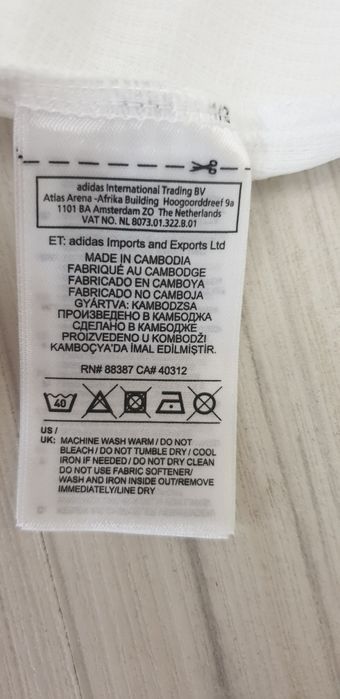 adidas International Trading BV
Atlas Arena -Afrika Building Hoogoorddreef 9a
1101 BA Amsterdam ZO The Netherlands
VAT NO. NL 8073.01.322.B.01
ET: adidas Imports and Exports Ltd
MADE IN CAMBODIA
FABRIQUÉ AU CAMBODGE
FABRICADO EN CAMBOYA
FABRICADO NO CAMBOJA
GYÁRTVA: KAMBODZSA
ПРОИЗВЕДЕНО В КАМБОДЖА
СДЕЛАНО В КАМБОДЖЕ
PROIZVEDENO U KOMBODŽI
KAMBOÇYA'DA İMAL EDİLMİŞTİR.
RN# 88387 CA# 40312
40
US /
UK: MACHINE WASH WARM / DO NOT
BLEACH / DO NOT TUMBLE DRY / COOL
IRON IF NEEDED / DO NOT DRY CLEAN
DO NOT USE FABRIC SOFTENER/
WASH AND IRON INSIDE OUT/REMOVE
IMMEDIATELY/LINE DRY